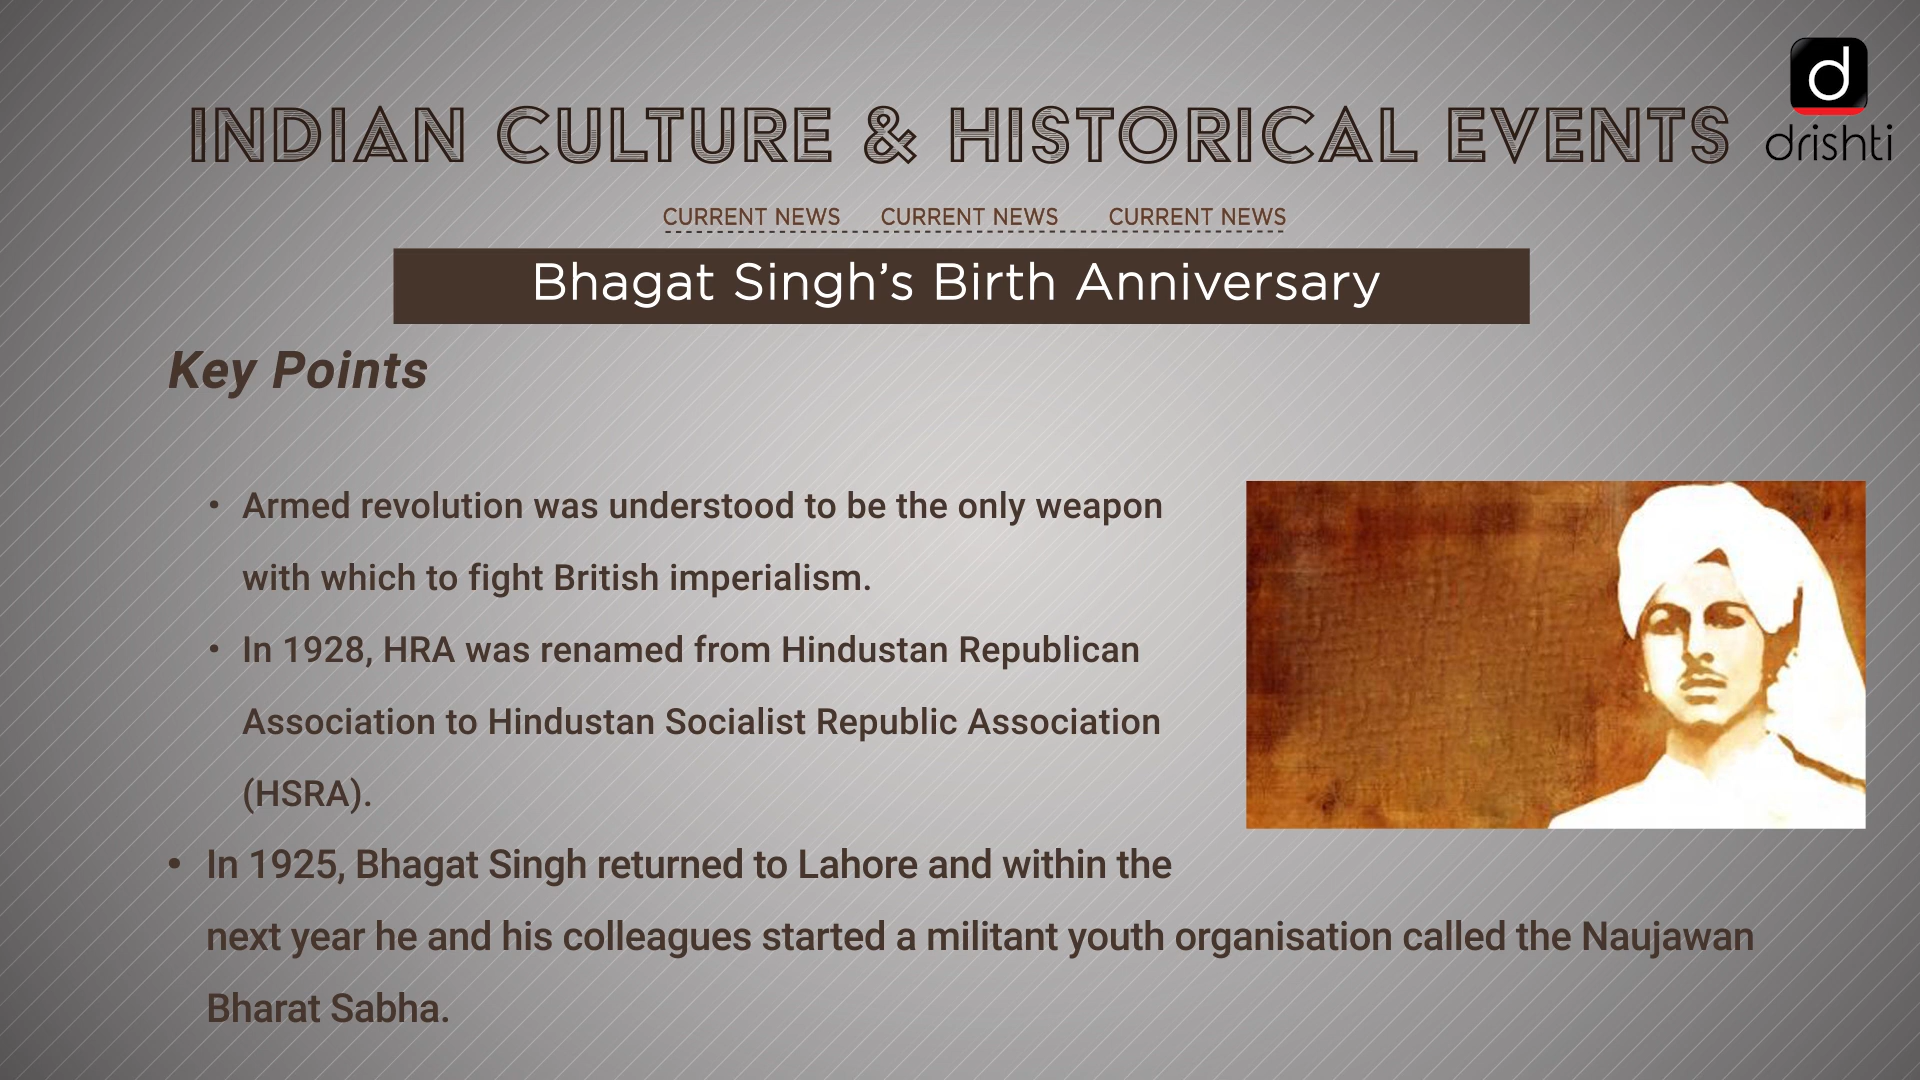 INDIAN CULTURE & HISTORICAL EVENTS
d
drishti
CURRENT NEWS CURRENT NEWS CURRENT NEWS
Bhagat Singh’s Birth Anniversary
Key Points
• Armed revolution was understood to be the only weapon
with which to fight British imperialism.
• In 1928, HRA was renamed from Hindustan Republican
Association to Hindustan Socialist Republic Association
(HSRA).
• In 1925, Bhagat Singh returned to Lahore and within the
next year he and his colleagues started a militant youth organisation called the Naujawan
Bharat Sabha.